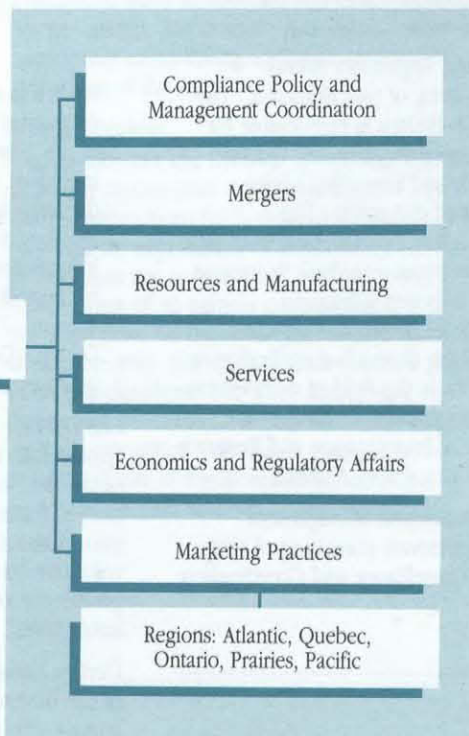 Compliance Policy and
Management Coordination
Mergers
Resources and Manufacturing
Services
Economics and Regulatory Affairs
Marketing Practices
Regions: Atlantic, Quebec,
Ontario, Prairies, Pacific